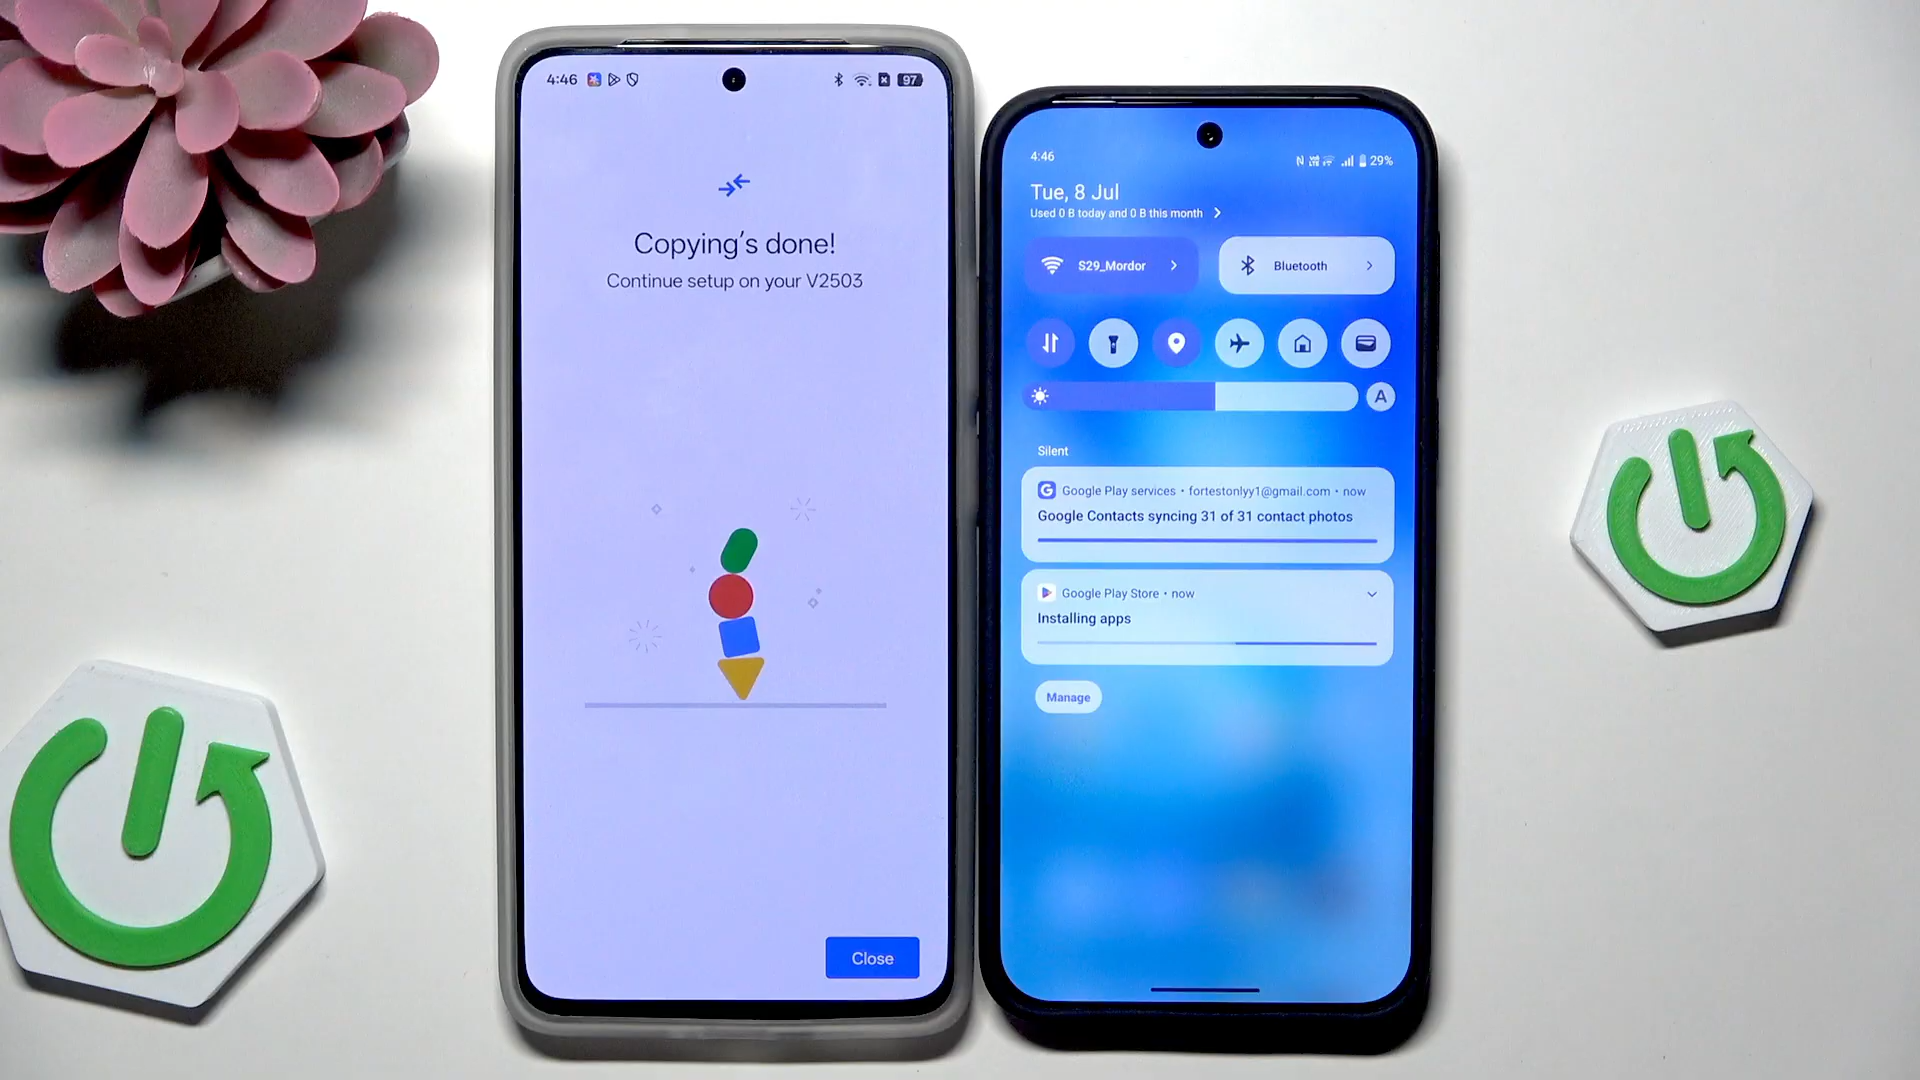 4:46
97
Copying's done!
Continue setup on your V2503
Close
4:46
29%
Tue, 8 Jul
Used 0 B today and 0 B this month
S29_Mordor
Bluetooth
A
Silent
Google Play services • fortestonlyy1@gmail.com • now
Google Contacts syncing 31 of 31 contact photos
Google Play Store • now
Installing apps
Manage